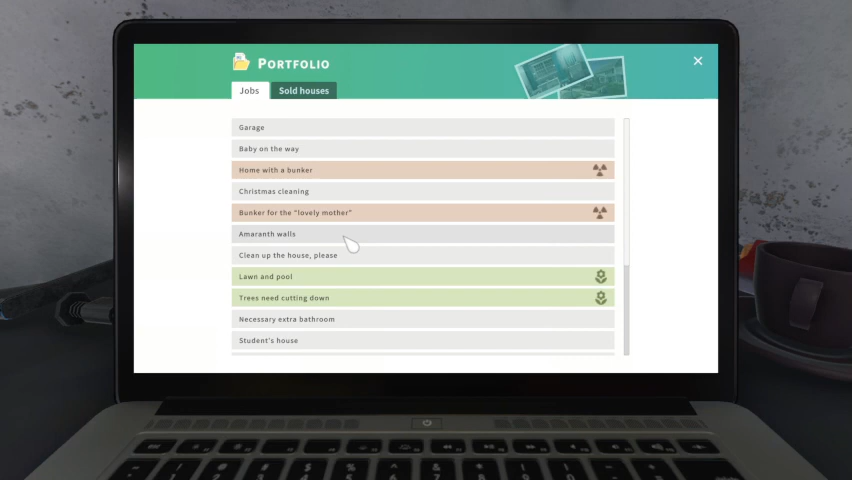 Portfolio
Jobs
Sold houses
Garage
Baby on the way
Home with a bunker
Christmas cleaning
Bunker for the "lovely mother"
Amaranth walls
Clean up the house, please
Lawn and pool
Trees need cutting down
Necessary extra bathroom
Student's house